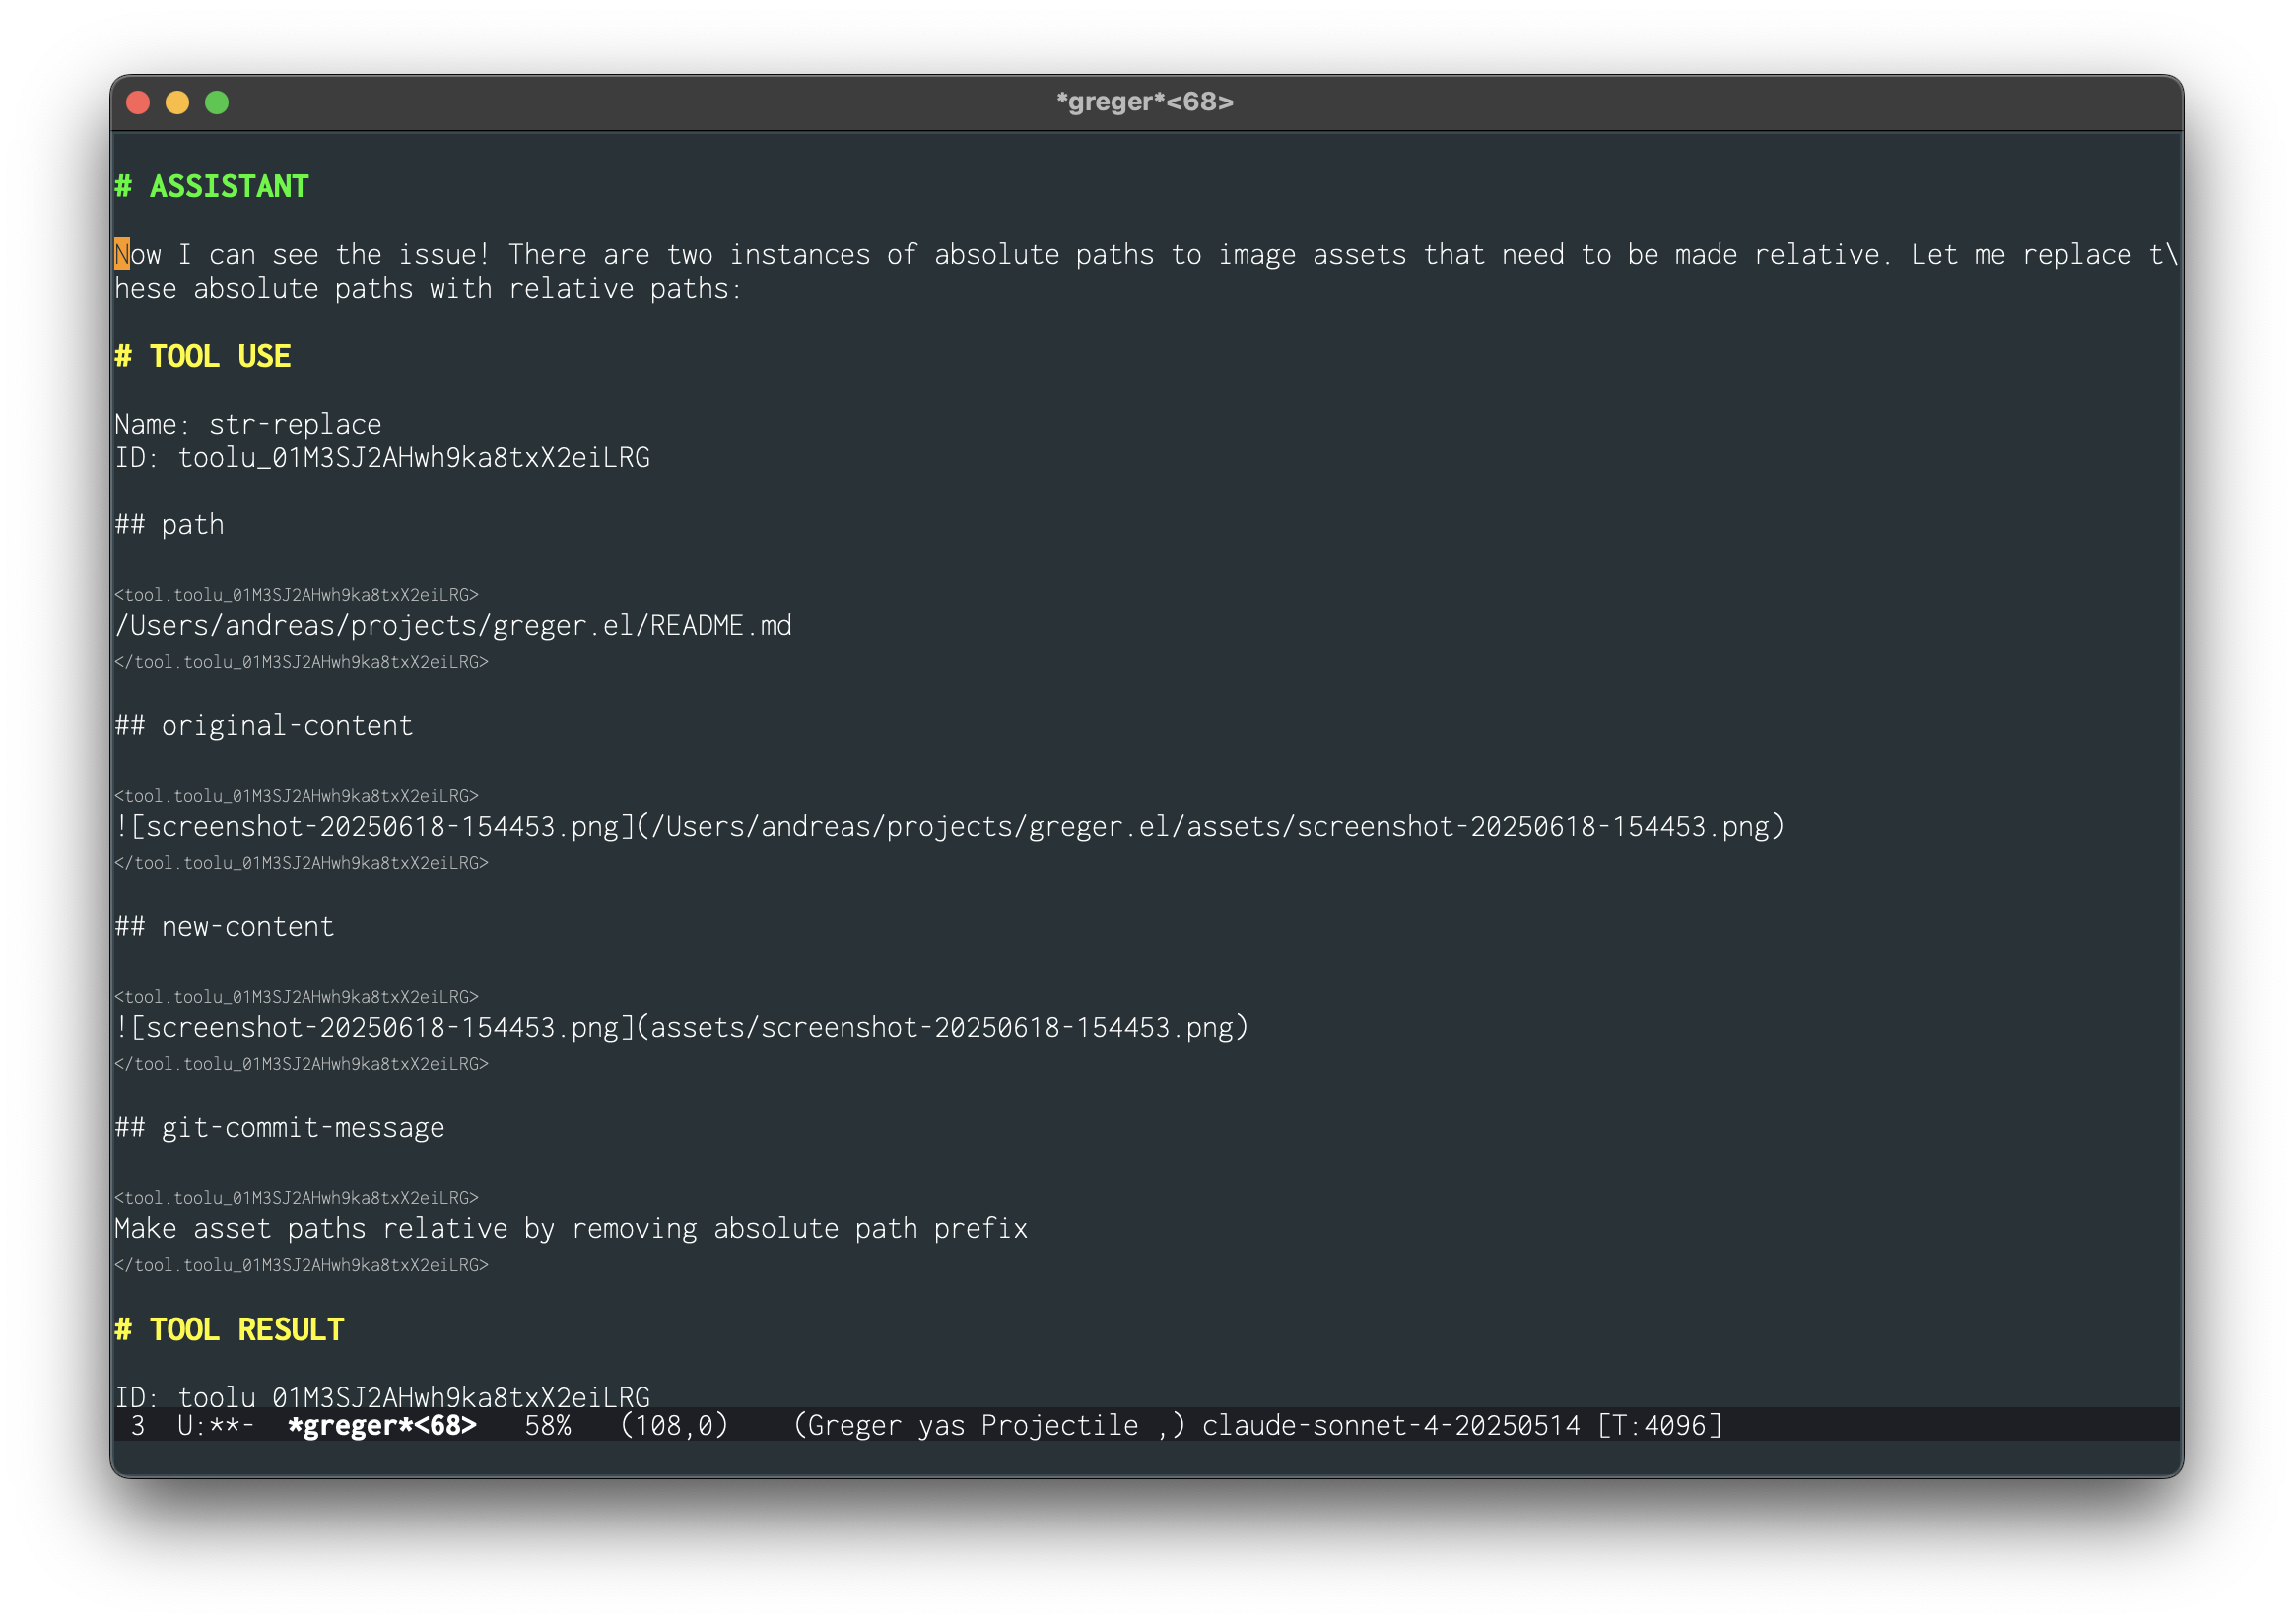 *greger*<68>
# ASSISTANT
Now I can see the issue! There are two instances of absolute paths to image assets that need to be made relative. Let me replace t\
hese absolute paths with relative paths:
# TOOL USE
Name: str-replace
ID: toolu_01M3SJ2AHwh9ka8txX2eiLRG
## path
<tool.toolu_01M3SJ2AHwh9ka8txX2eiLRG>
/Users/andreas/projects/greger.el/README.md
</tool.toolu_01M3SJ2AHwh9ka8txX2eiLRG>
## original-content
<tool.toolu_01M3SJ2AHwh9ka8txX2eiLRG>
![screenshot-20250618-154453.png](/Users/andreas/projects/greger.el/assets/screenshot-20250618-154453.png)
</tool.toolu_01M3SJ2AHwh9ka8txX2eiLRG>
## new-content
<tool.toolu_01M3SJ2AHwh9ka8txX2eiLRG>
![screenshot-20250618-154453.png](assets/screenshot-20250618-154453.png)
</tool.toolu_01M3SJ2AHwh9ka8txX2eiLRG>
## git-commit-message
<tool.toolu_01M3SJ2AHwh9ka8txX2eiLRG>
Make asset paths relative by removing absolute path prefix
</tool.toolu_01M3SJ2AHwh9ka8txX2eiLRG>
# TOOL RESULT
ID: toolu_01M3SJ2AHwh9ka8txX2eiLRG
3 U:**- *greger*<68> 58% (108,0) (Greger yas Projectile ,) claude-sonnet-4-20250514 [T:4096]